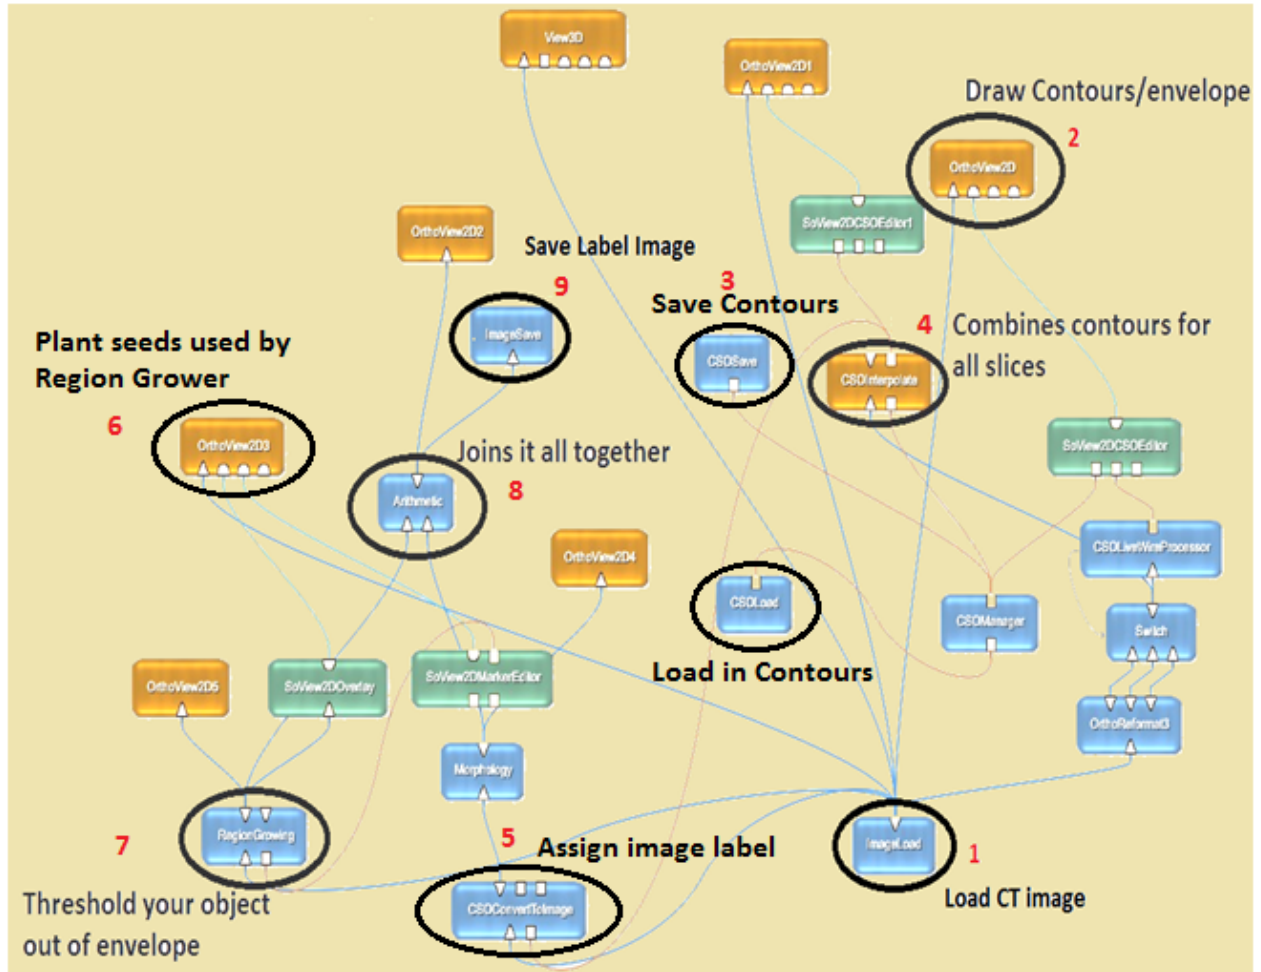 View3D
OrthoView2D1
Draw Contours/envelope
2
OrthoView2D
OrthoView2D2
SoView2DCSOEditor1
Save Label Image
9
3
Save Contours
ImageSave
4
Combines contours for
all slices
CSOSave
CSOInterpolate
Plant seeds used by
Region Grower
6
OrthoView2D3
Joins it all together
8
SoView2DCSOEditor
Arithmetic
OrthoView2D4
CSOLiveWireProcessor
CSOLoad
CSOManager
Switch
Load in Contours
OrthoView2D5
SoView2DOverlay
SoView2DMarkerEditor
OrthoReformat3
Morphology
7
RegionGrowing
5
Assign image label
ImageLoad
1
Load CT image
Threshold your object
out of envelope
CSOConvertToImage